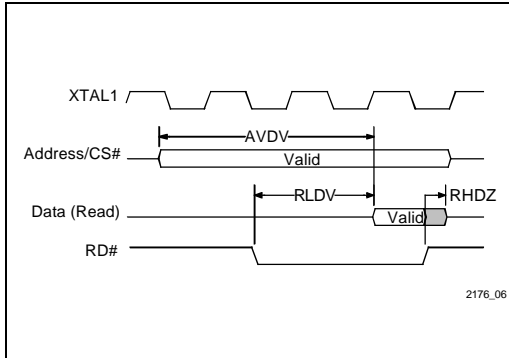 XTAL1
AVDV
Address/CS#
Valid
RLDV
RHDZ
Data (Read)
Valid
RD#
2176_06